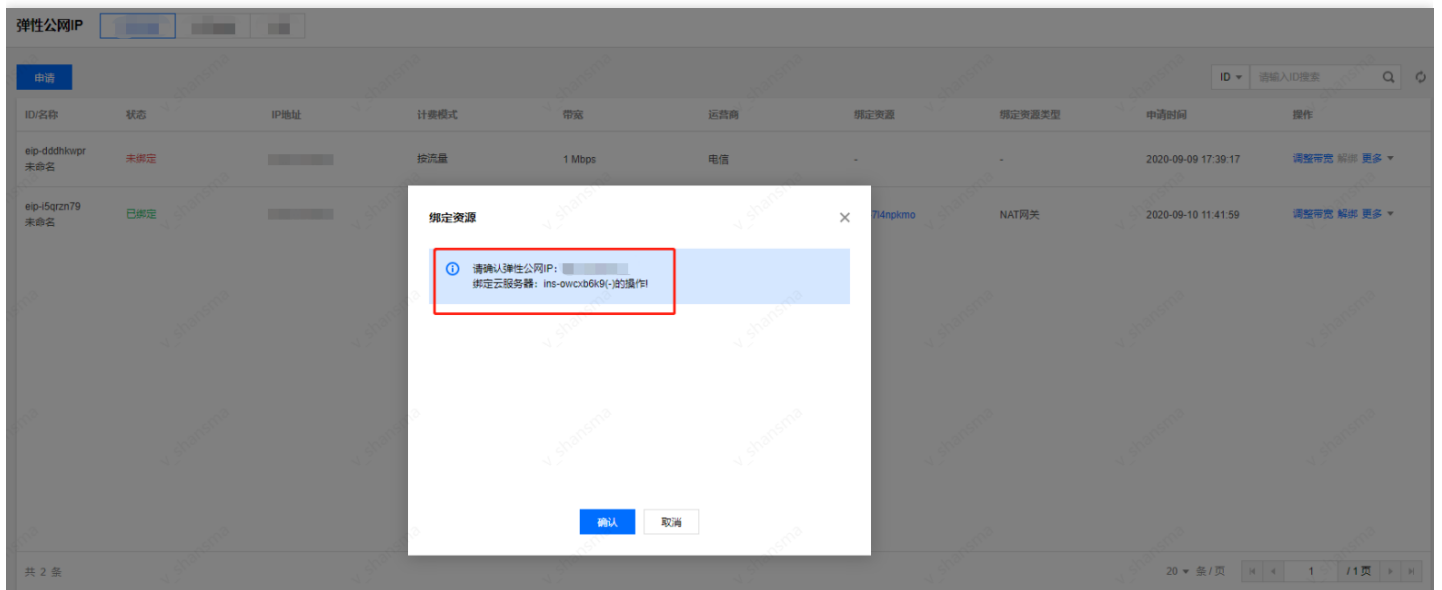 弹性公网IP
申请
ID
请输入ID搜索
ID/名称 状态 IP地址 计费模式 带宽 运营商 绑定资源 绑定资源类型 申请时间 操作
eip-dddhkwpr
未命名
未绑定 按流量 1 Mbps 电信 - - 2020-09-09 17:39:17 调整带宽 解绑 更多
eip-i5qrzn79
未命名
已绑定 -7l4npkmo NAT网关 2020-09-10 11:41:59 调整带宽 解绑 更多
绑定资源
请确认弹性公网IP：
绑定云服务器：ins-owcxb6k9(-)的操作!
确认 取消
共 2 条
20 条/页 1 /1页
v_shansma